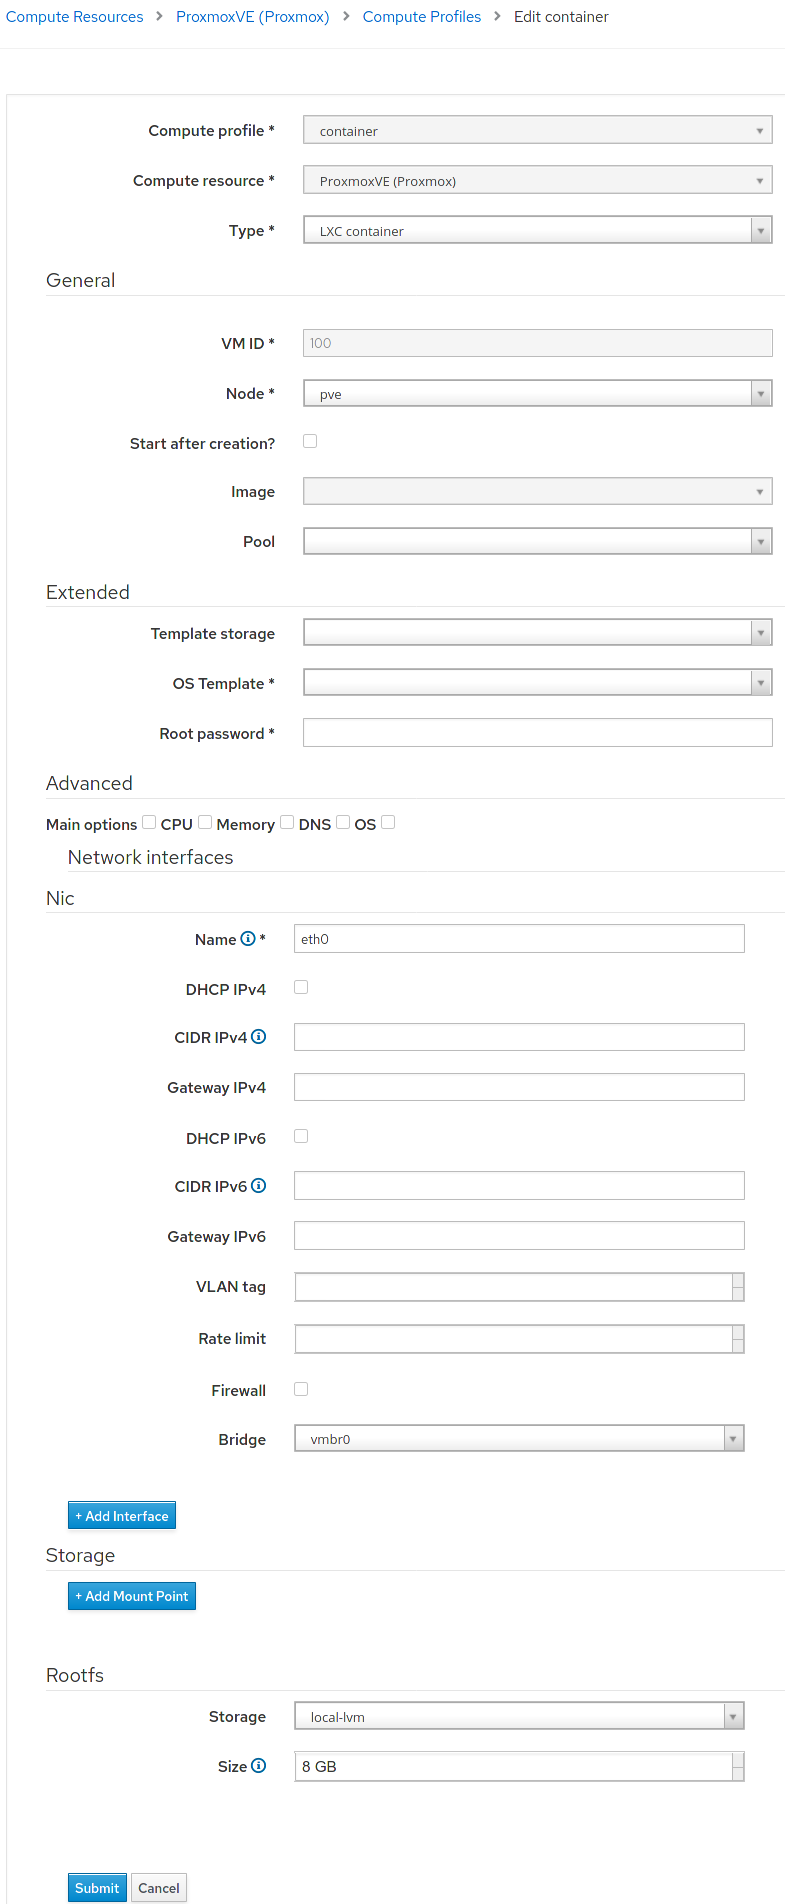 Compute Resources > ProxmoxVE (Proxmox) > Compute Profiles > Edit container
Compute profile * container
Compute resource * ProxmoxVE (Proxmox)
Type * LXC container
General
VM ID * 100
Node * pve
Start after creation?
Image
Pool
Extended
Template storage
OS Template *
Root password *
Advanced
Main options CPU Memory DNS OS
Network interfaces
Nic
Name * eth0
DHCP IPv4
CIDR IPv4
Gateway IPv4
DHCP IPv6
CIDR IPv6
Gateway IPv6
VLAN tag
Rate limit
Firewall
Bridge vmbr0
+ Add Interface
Storage
+ Add Mount Point
Rootfs
Storage local-lvm
Size 8 GB
Submit Cancel